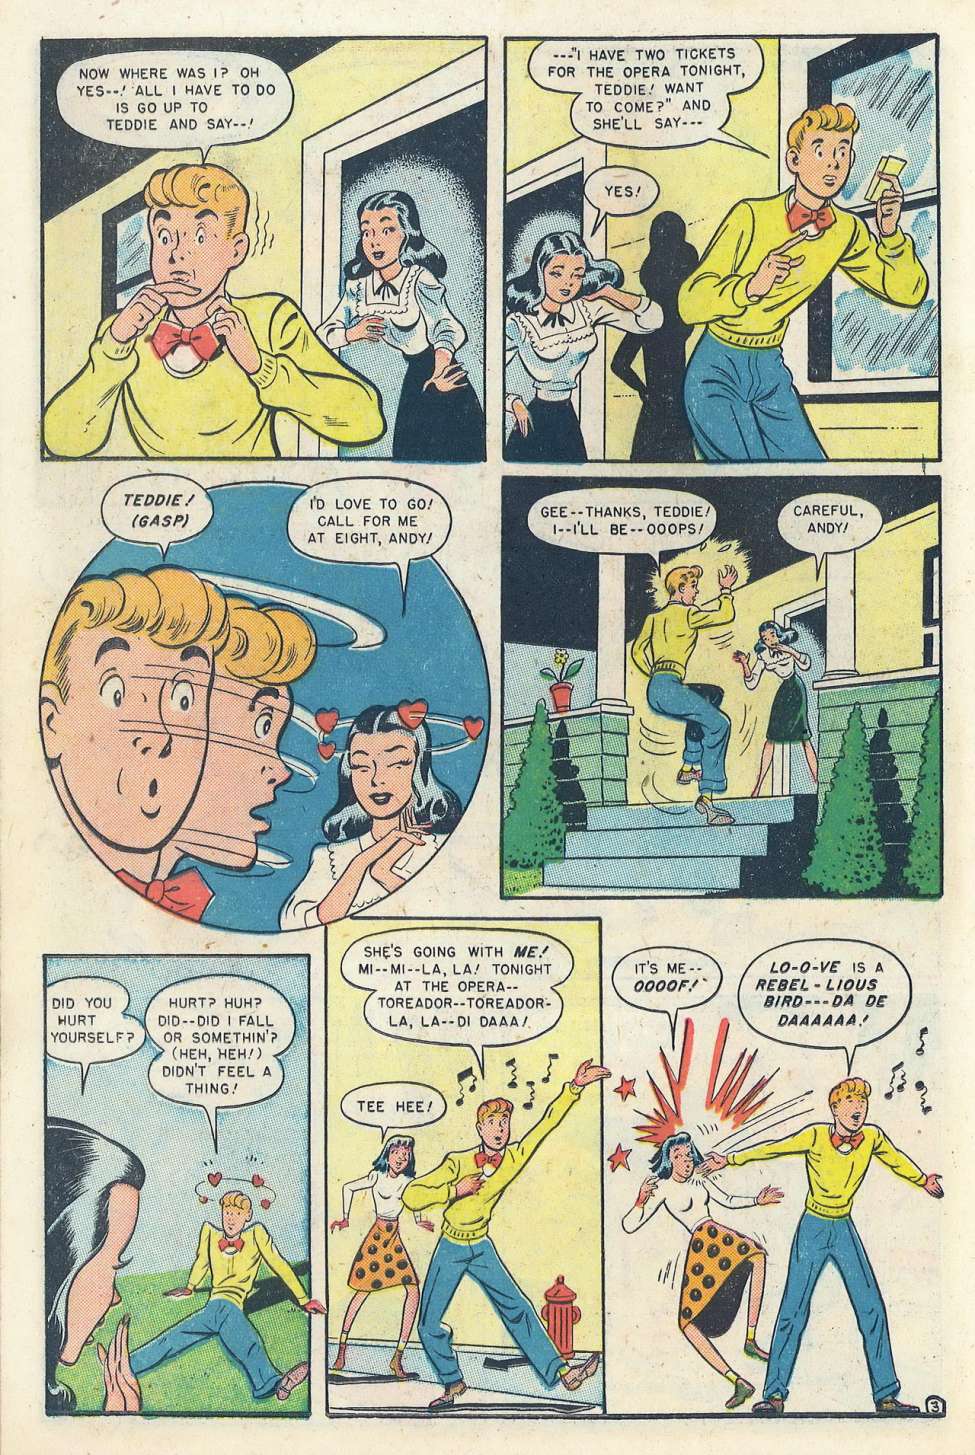 NOW WHERE WAS I? OH
YES--! ALL I HAVE TO DO
IS GO UP TO
TEDDIE AND SAY--!
---"I HAVE TWO TICKETS
FOR THE OPERA TONIGHT,
TEDDIE! WANT
TO COME?" AND
SHE'LL SAY---
YES!
TEDDIE!
(GASP)
I'D LOVE TO GO!
CALL FOR ME
AT EIGHT, ANDY!
GEE--THANKS, TEDDIE!
I--I'LL BE--OOOPS!
CAREFUL,
ANDY!
DID YOU
HURT
YOURSELF?
HURT? HUH?
DID--DID I FALL
OR SOMETHIN'?
(HEH, HEH!)
DIDN'T FEEL A
THING!
SHE'S GOING WITH ME!
MI--MI--LA, LA! TONIGHT
AT THE OPERA--
TOREADOR--TOREADOR-
LA, LA--DI DAAA!
TEE HEE!
IT'S ME--
OOOOF!
LO-O-VE IS A
REBEL-LIOUS
BIRD---DA DE
DAAAAAA!
3